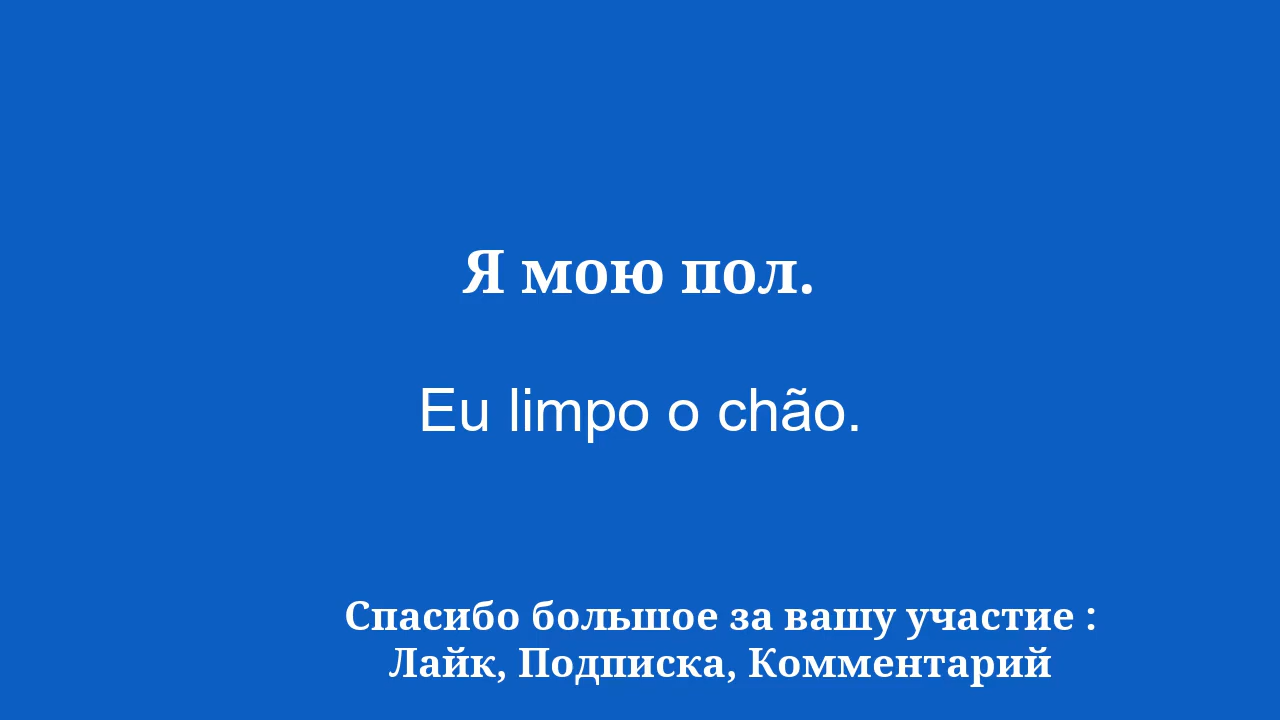 Я мою пол.
Eu limpo o chão.
Спасибо большое за вашу участие :
Лайк, Подписка, Комментарий